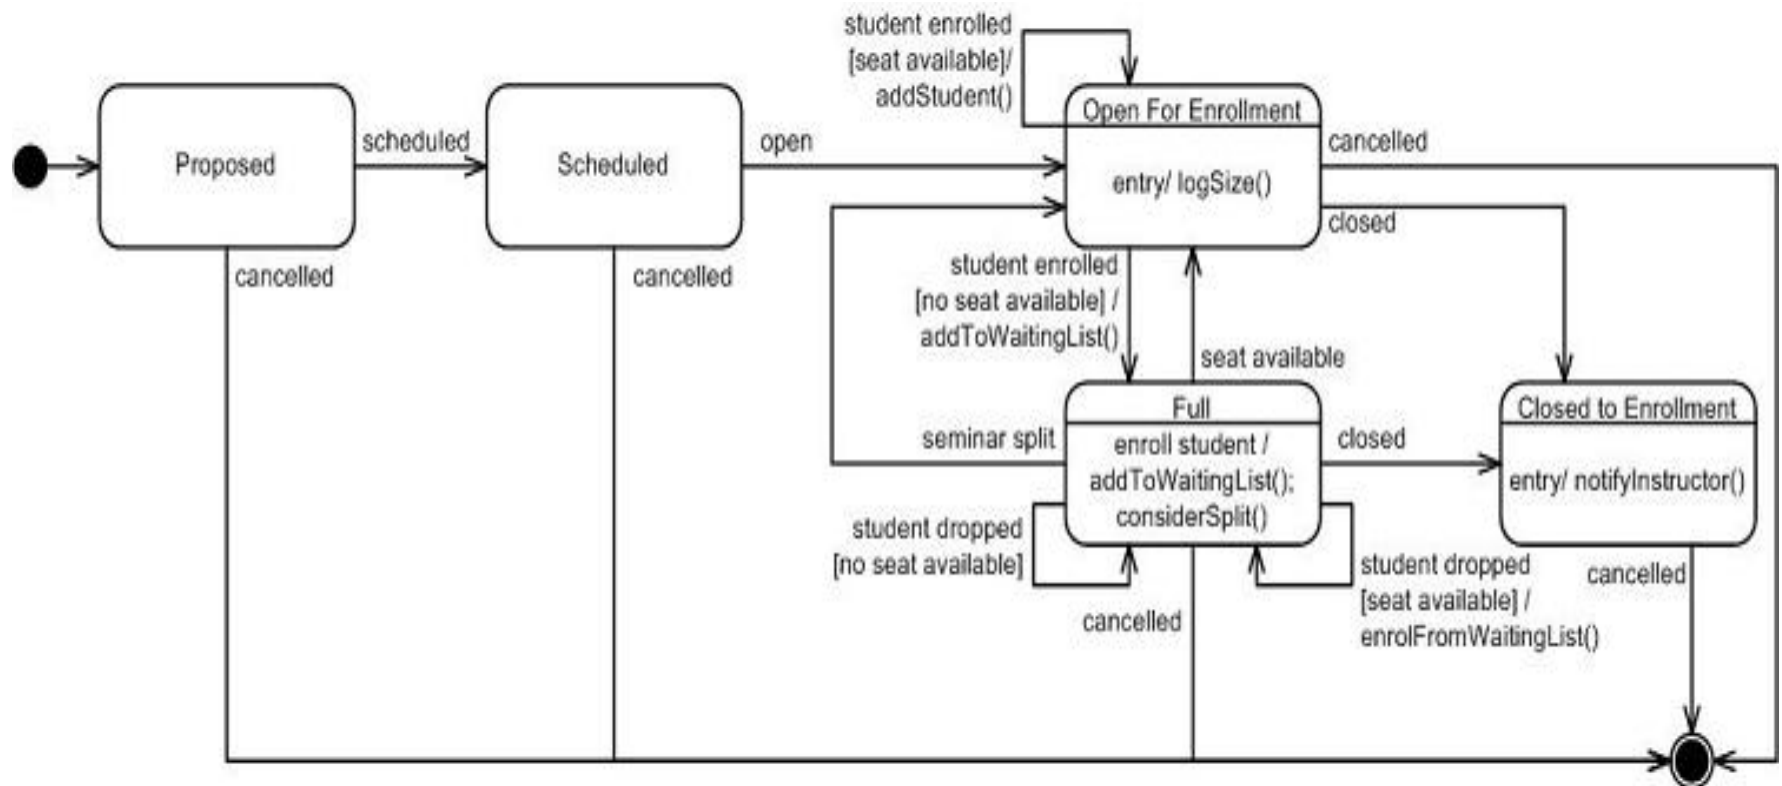 student enrolled
[seat available]/
addStudent()
Proposed
scheduled
Scheduled
open
Open For Enrollment
entry/ logSize()
cancelled
closed
cancelled
cancelled
student enrolled
[no seat available] /
addToWaitingList()
seat available
seminar split
Full
enroll student /
addToWaitingList();
considerSplit()
closed
Closed to Enrollment
entry/ notifyInstructor()
student dropped
[no seat available]
cancelled
student dropped
[seat available] /
enrolFromWaitingList()
cancelled